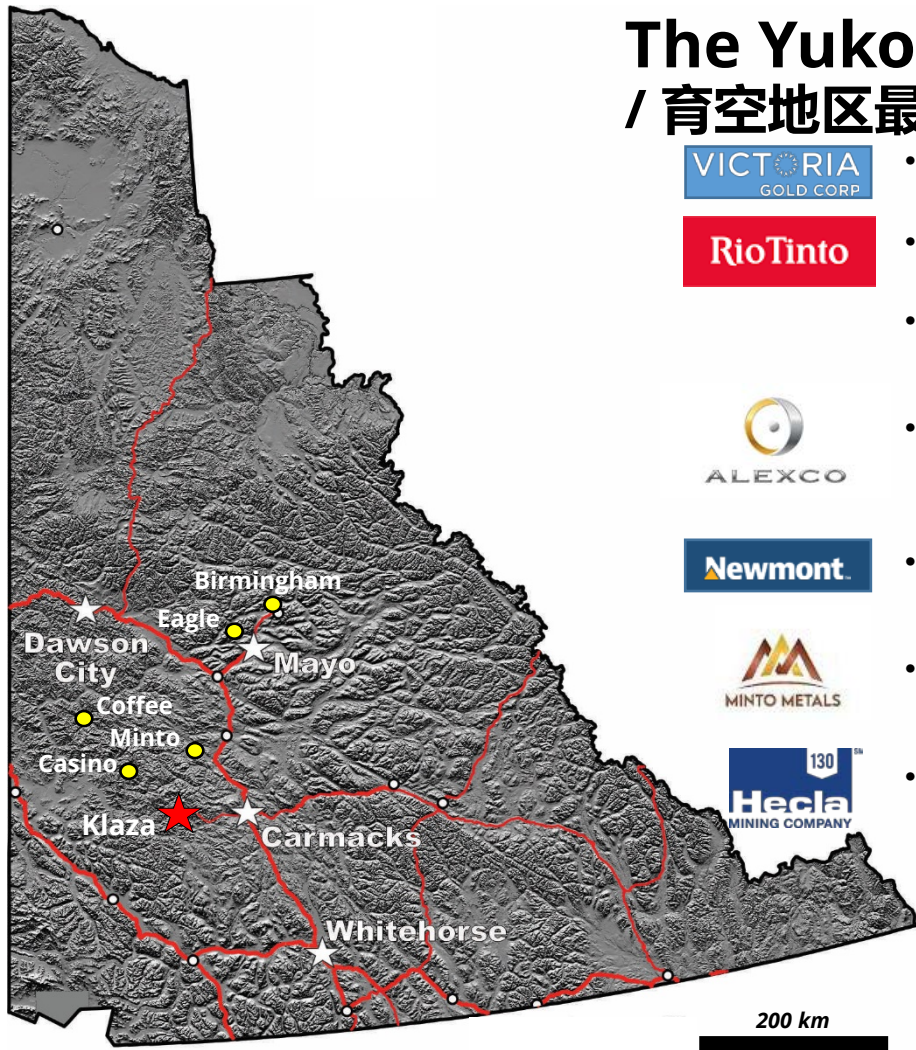 The Yuko
/ 育空地区最
VICTORIA
GOLD CORP
RioTinto
ALEXCO
Newmont
MINTO METALS
130
Hecla
MINING COMPANY
Birmingham
Eagle
Dawson
City
Mayo
Coffee
Minto
Casino
Klaza
Carmacks
Whitehorse
200 km